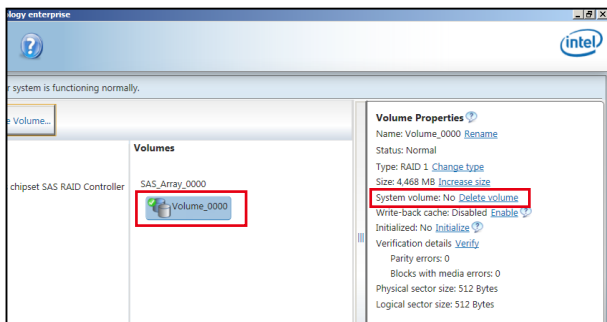 ology enterprise
?
intel
r system is functioning normally.
e Volume...
Volumes
chipset SAS RAID Controller
SAS_Array_0000
Volume_0000
Volume Properties ?
Name: Volume_0000 Rename
Status: Normal
Type: RAID 1 Change type
Size: 4,468 MB Increase size
System volume: No Delete volume
Write-back cache: Disabled Enable ?
Initialized: No Initialize ?
Verification details Verify
Parity errors: 0
Blocks with media errors: 0
Physical sector size: 512 Bytes
Logical sector size: 512 Bytes